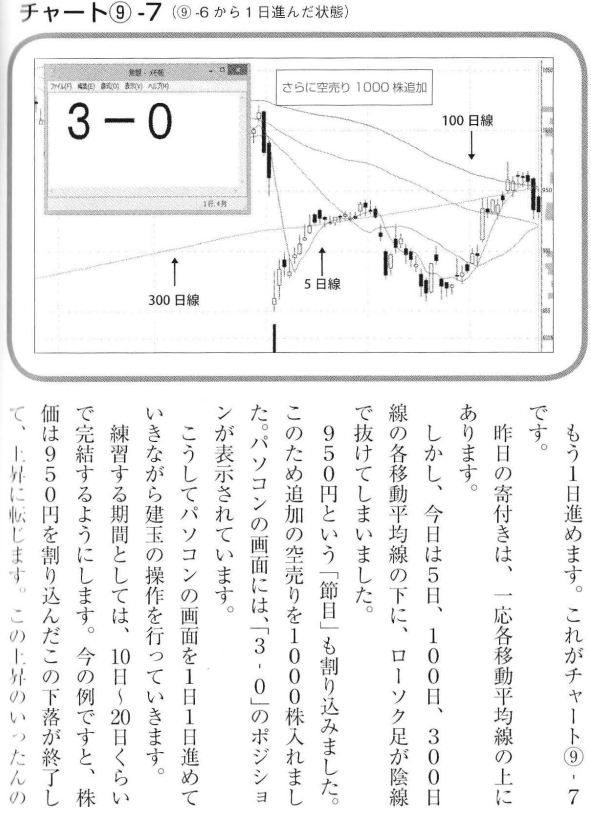 チャート⑨-7（⑨-6から1日進んだ状態）
無題 - メモ帳
ファイル(F) 編集(E) 書式(O) 表示(V) ヘルプ(H)
3－0
1行、4列
さらに空売り1000株追加
100日線
300日線
5日線
950
もう1日進めます。これがチャート⑨-7
です。
昨日の寄付きは、一応各移動平均線の上に
あります。
しかし、今日は5日、100日、300日
線の各移動平均線の下に、ローソク足が陰線
で抜けてしまいました。
950円という「節目」も割り込みました。
このため追加の空売りを1000株入れまし
た。パソコンの画面には、「3-0」のポジショ
ンが表示されています。
こうしてパソコンの画面を1日1日進めて
いきながら建玉の操作を行っていきます。
練習する期間としては、10日～20日くらい
で完結するようにします。今の例ですと、株
価は950円を割り込んだこの下落が終了し
て、上昇に転じます。この上昇のいったんの